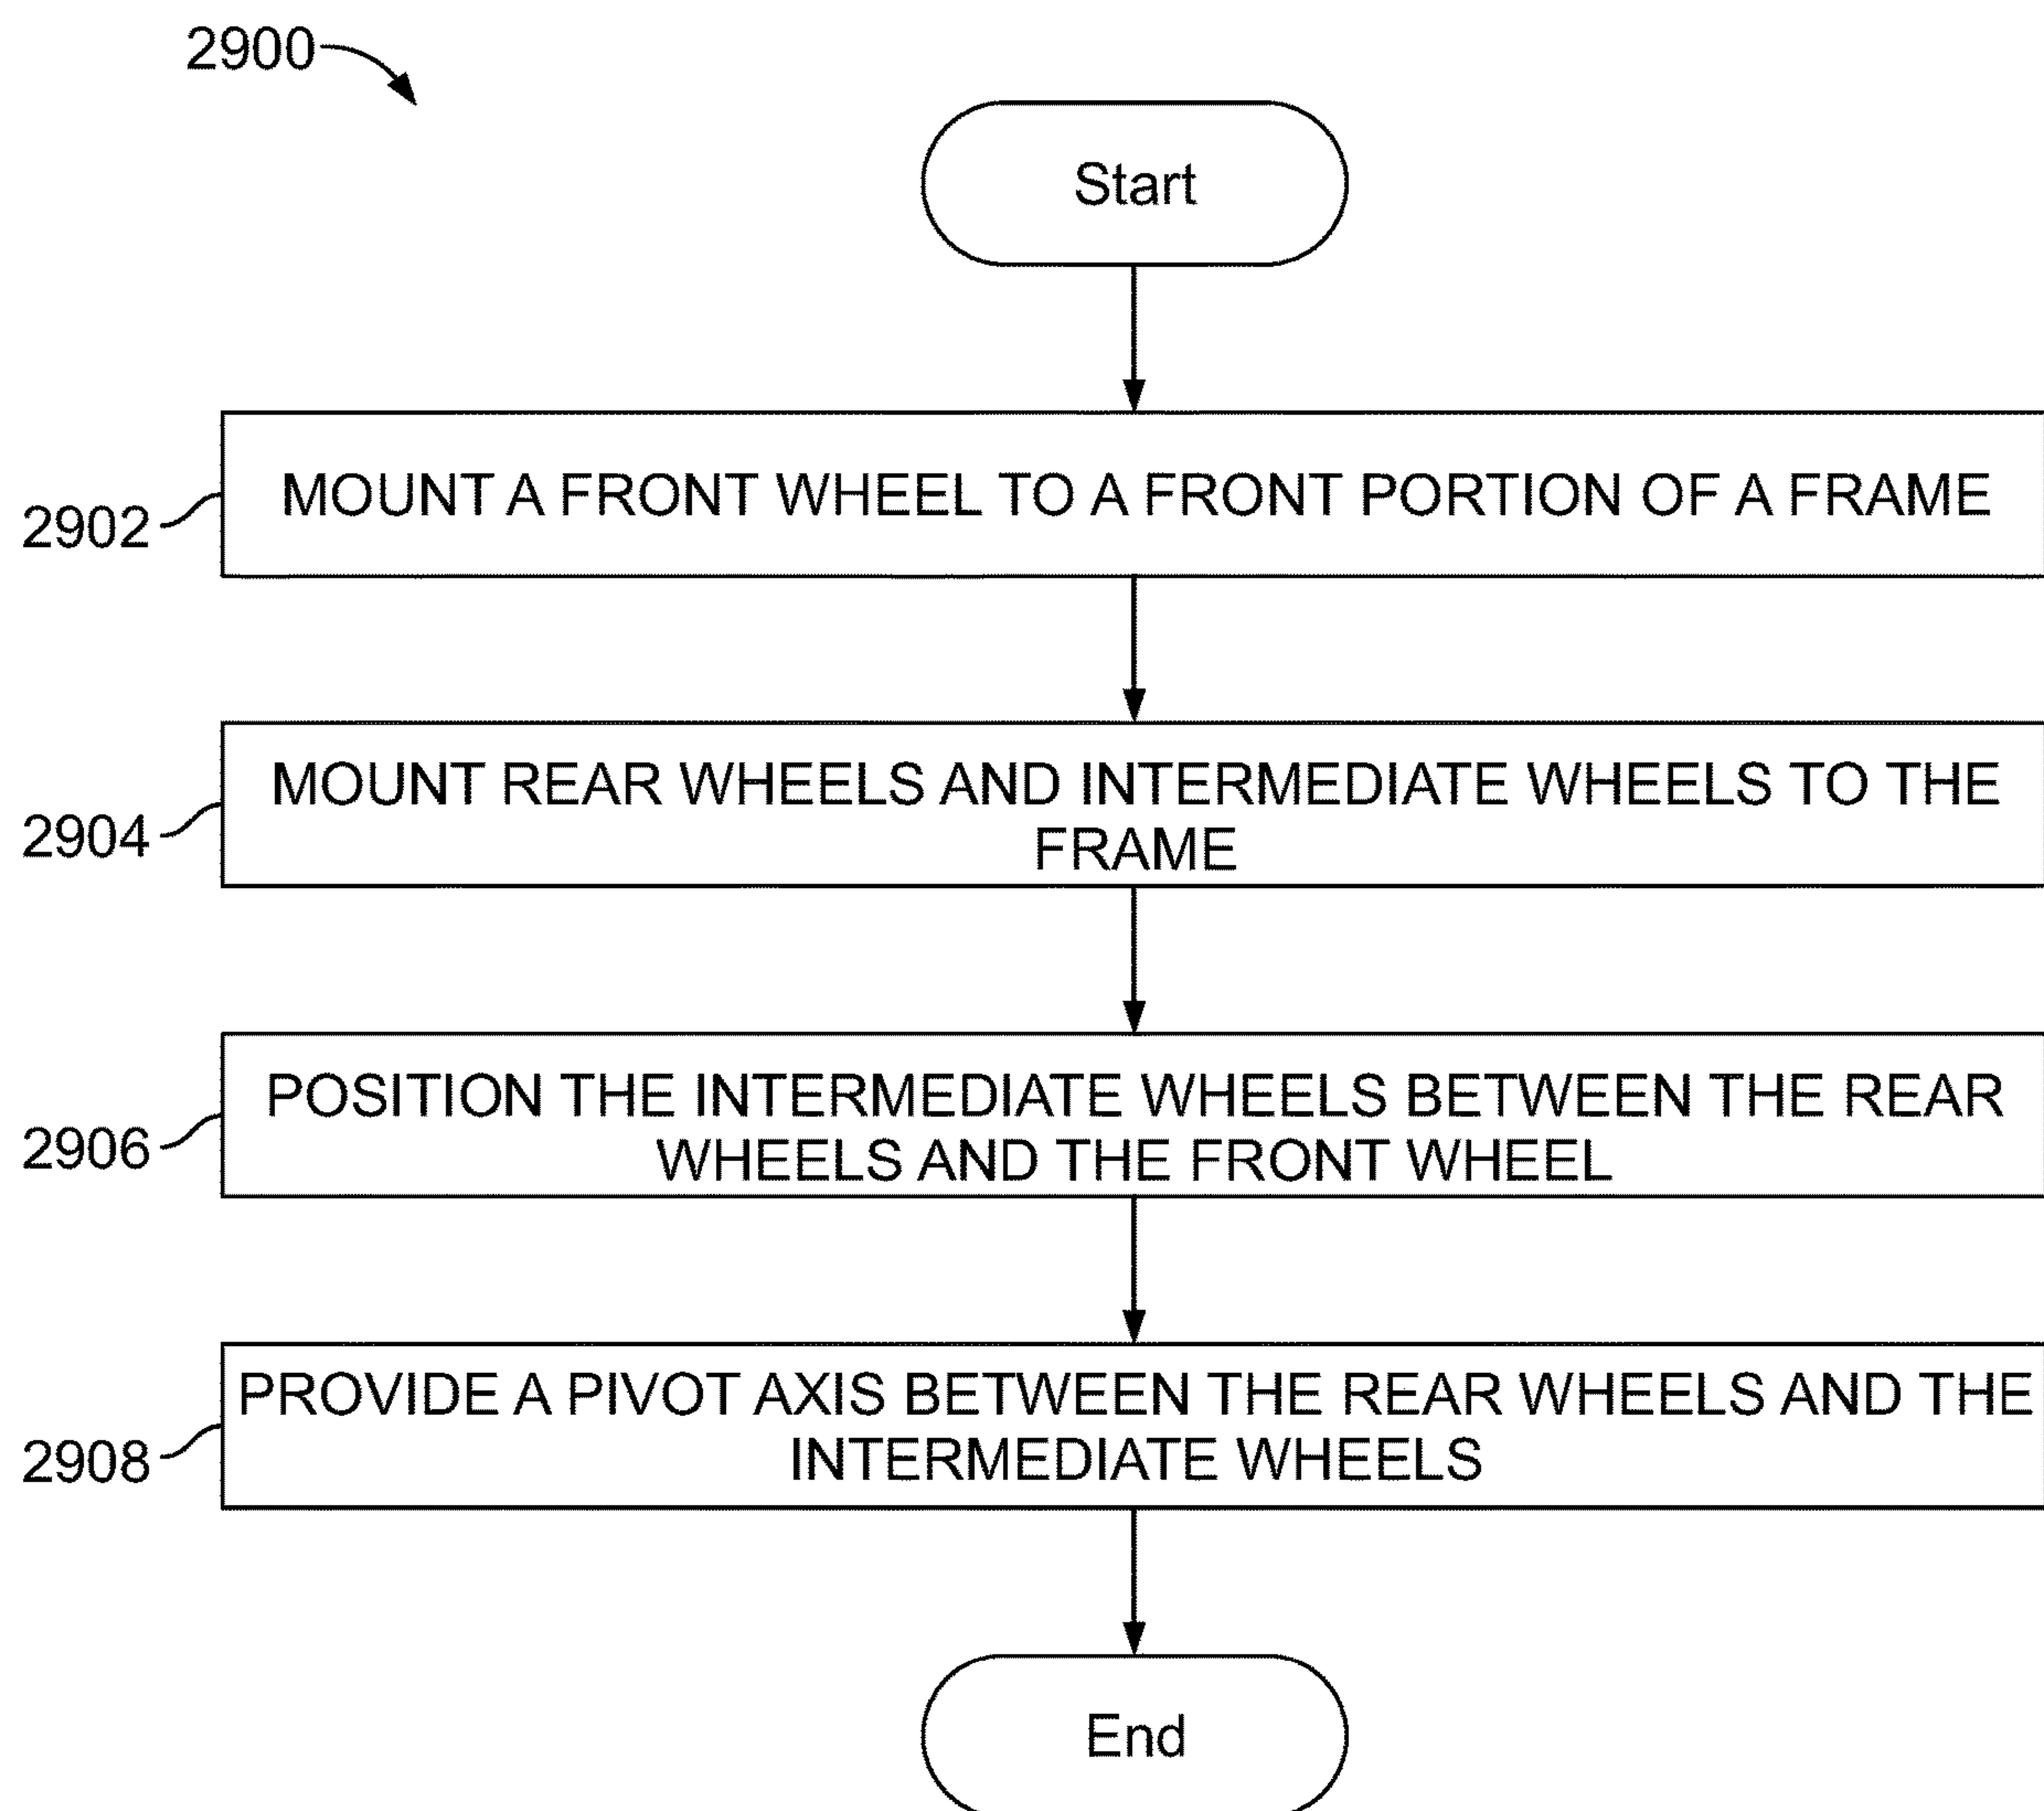 2900
Start
2902
MOUNT A FRONT WHEEL TO A FRONT PORTION OF A FRAME
2904
MOUNT REAR WHEELS AND INTERMEDIATE WHEELS TO THE
FRAME
2906
POSITION THE INTERMEDIATE WHEELS BETWEEN THE REAR
WHEELS AND THE FRONT WHEEL
2908
PROVIDE A PIVOT AXIS BETWEEN THE REAR WHEELS AND THE
INTERMEDIATE WHEELS
End